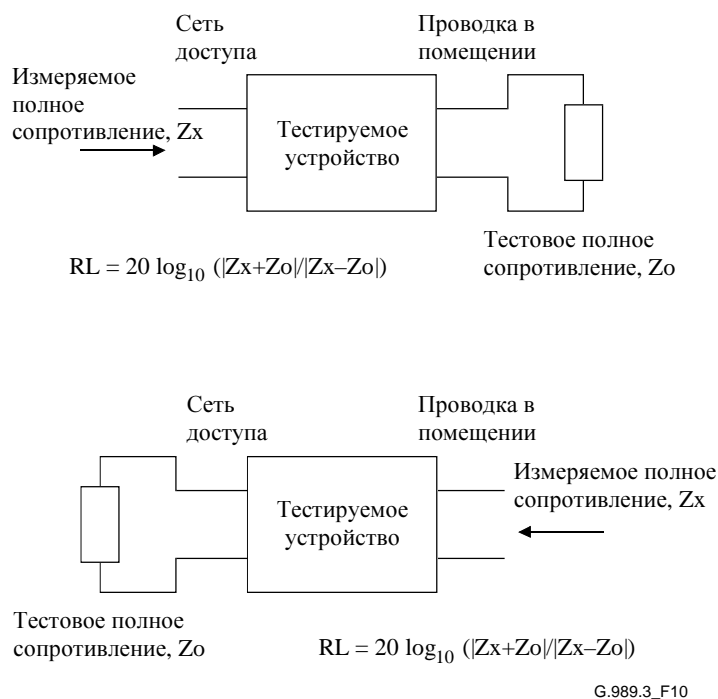 Сеть
доступа
Проводка в
помещении
Измеряемое
полное
сопротивление, Zx
Тестируемое
устройство
Тестовое полное
сопротивление, Zo
RL = 20 log10 (|Zx+Zo|/|Zx–Zo|)
Сеть
доступа
Проводка в
помещении
Измеряемое полное
сопротивление, Zx
Тестируемое
устройство
Тестовое полное
сопротивление, Zo
RL = 20 log10 (|Zx+Zo|/|Zx–Zo|)
G.989.3_F10